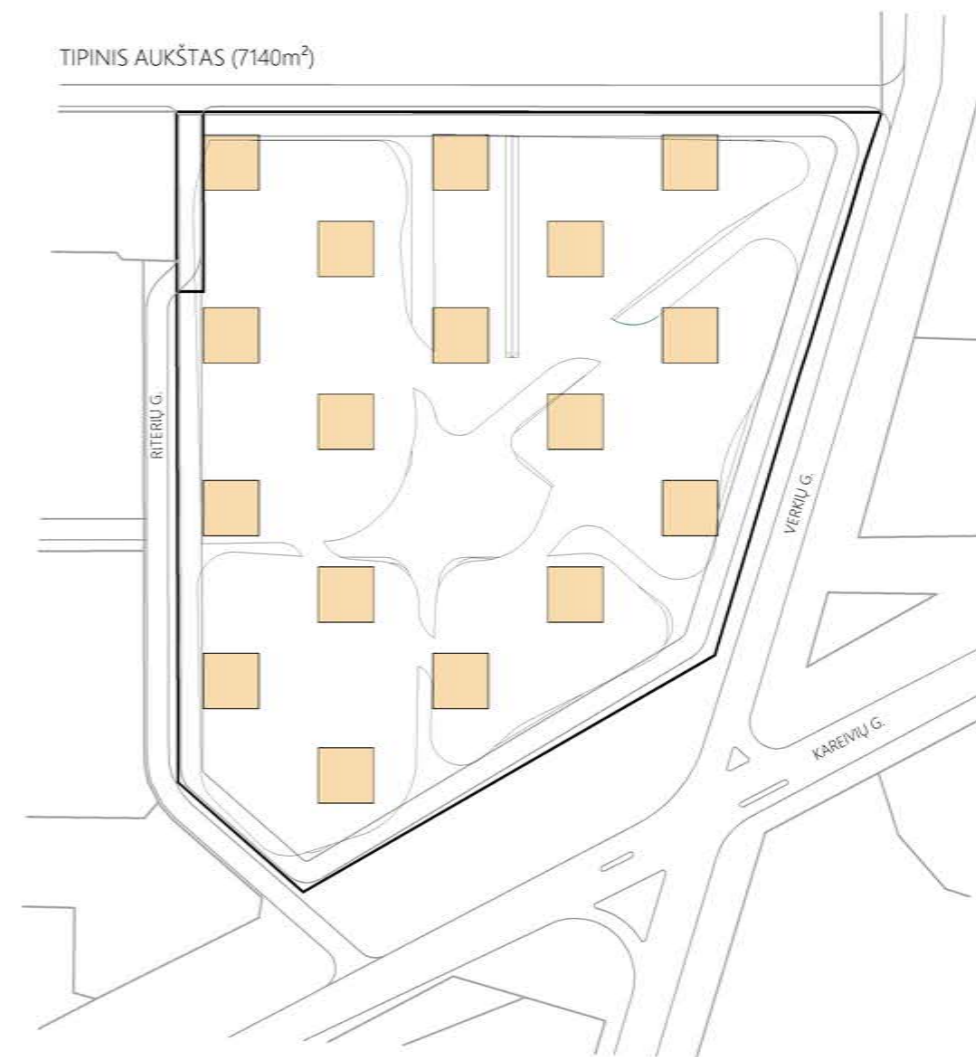 TIPINIS AUKŠTAS (7140m²)
RITERIŲ G.
VERKIŲ G.
KAREIVIŲ G.